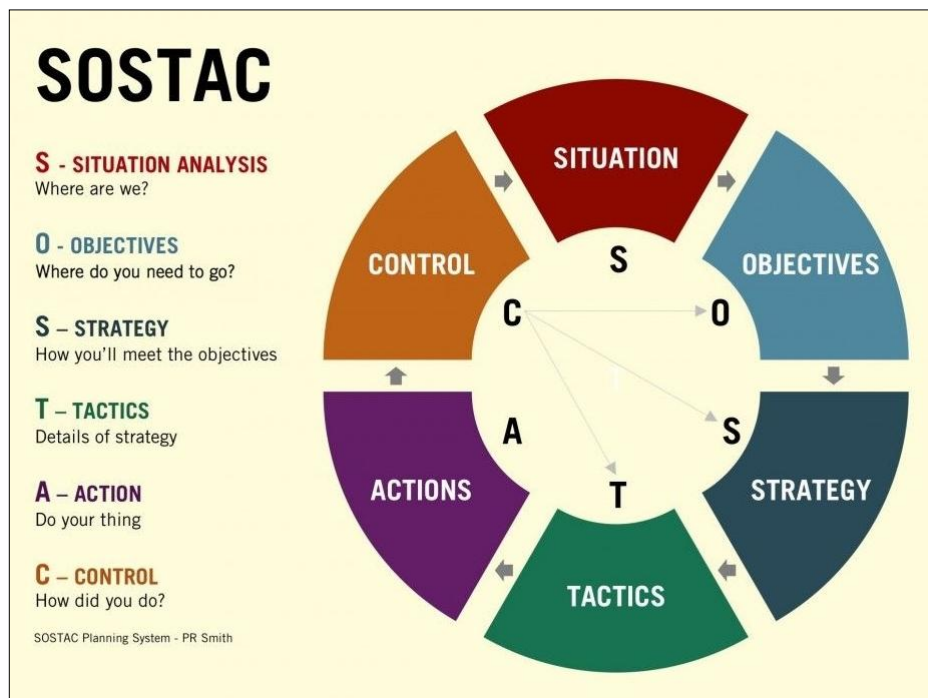 SOSTAC
S - SITUATION ANALYSIS
Where are we?
O - OBJECTIVES
Where do you need to go?
S – STRATEGY
How you'll meet the objectives
T – TACTICS
Details of strategy
A – ACTION
Do your thing
C – CONTROL
How did you do?
SOSTAC Planning System - PR Smith
SITUATION
OBJECTIVES
STRATEGY
TACTICS
ACTIONS
CONTROL
S
O
S
T
A
C
T